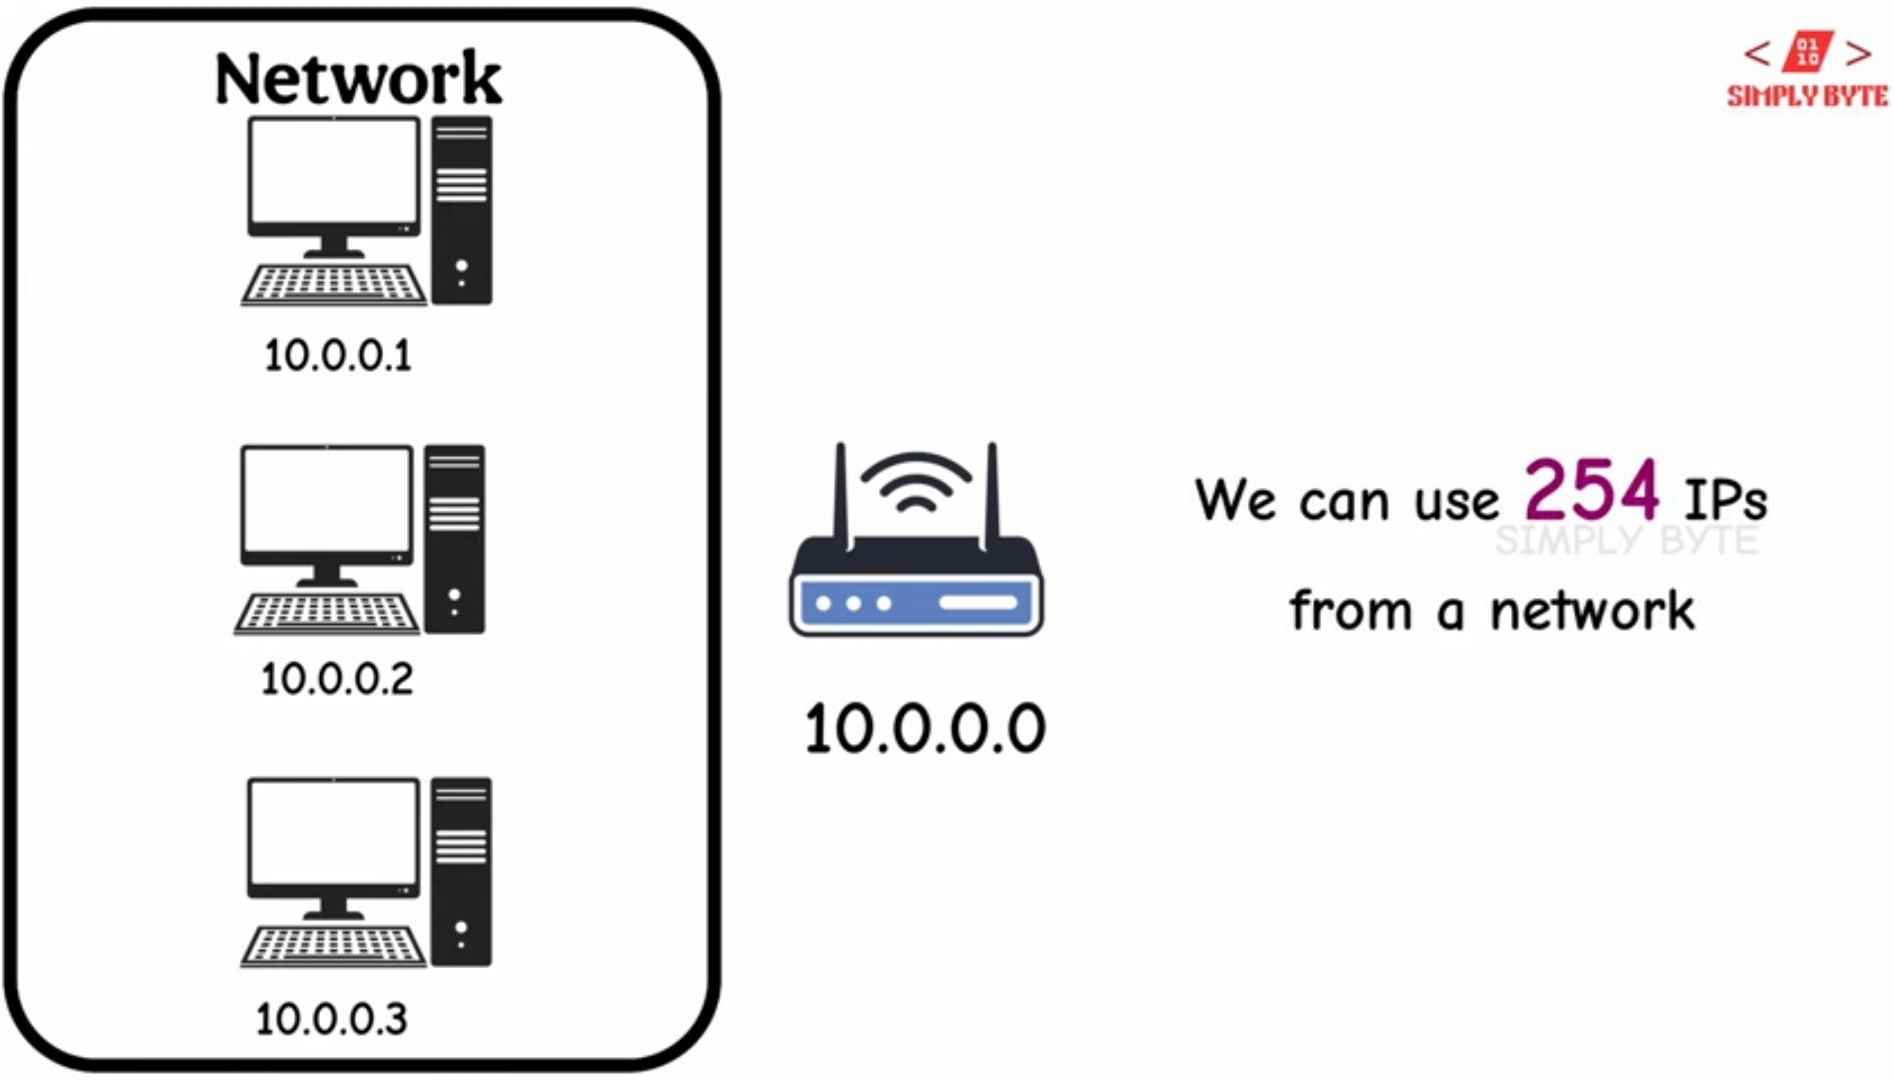 Network
10.0.0.1
10.0.0.2
10.0.0.3
10.0.0.0
We can use 254 IPs
SIMPLY BYTE
from a network
< 01 10 >
SIMPLY BYTE